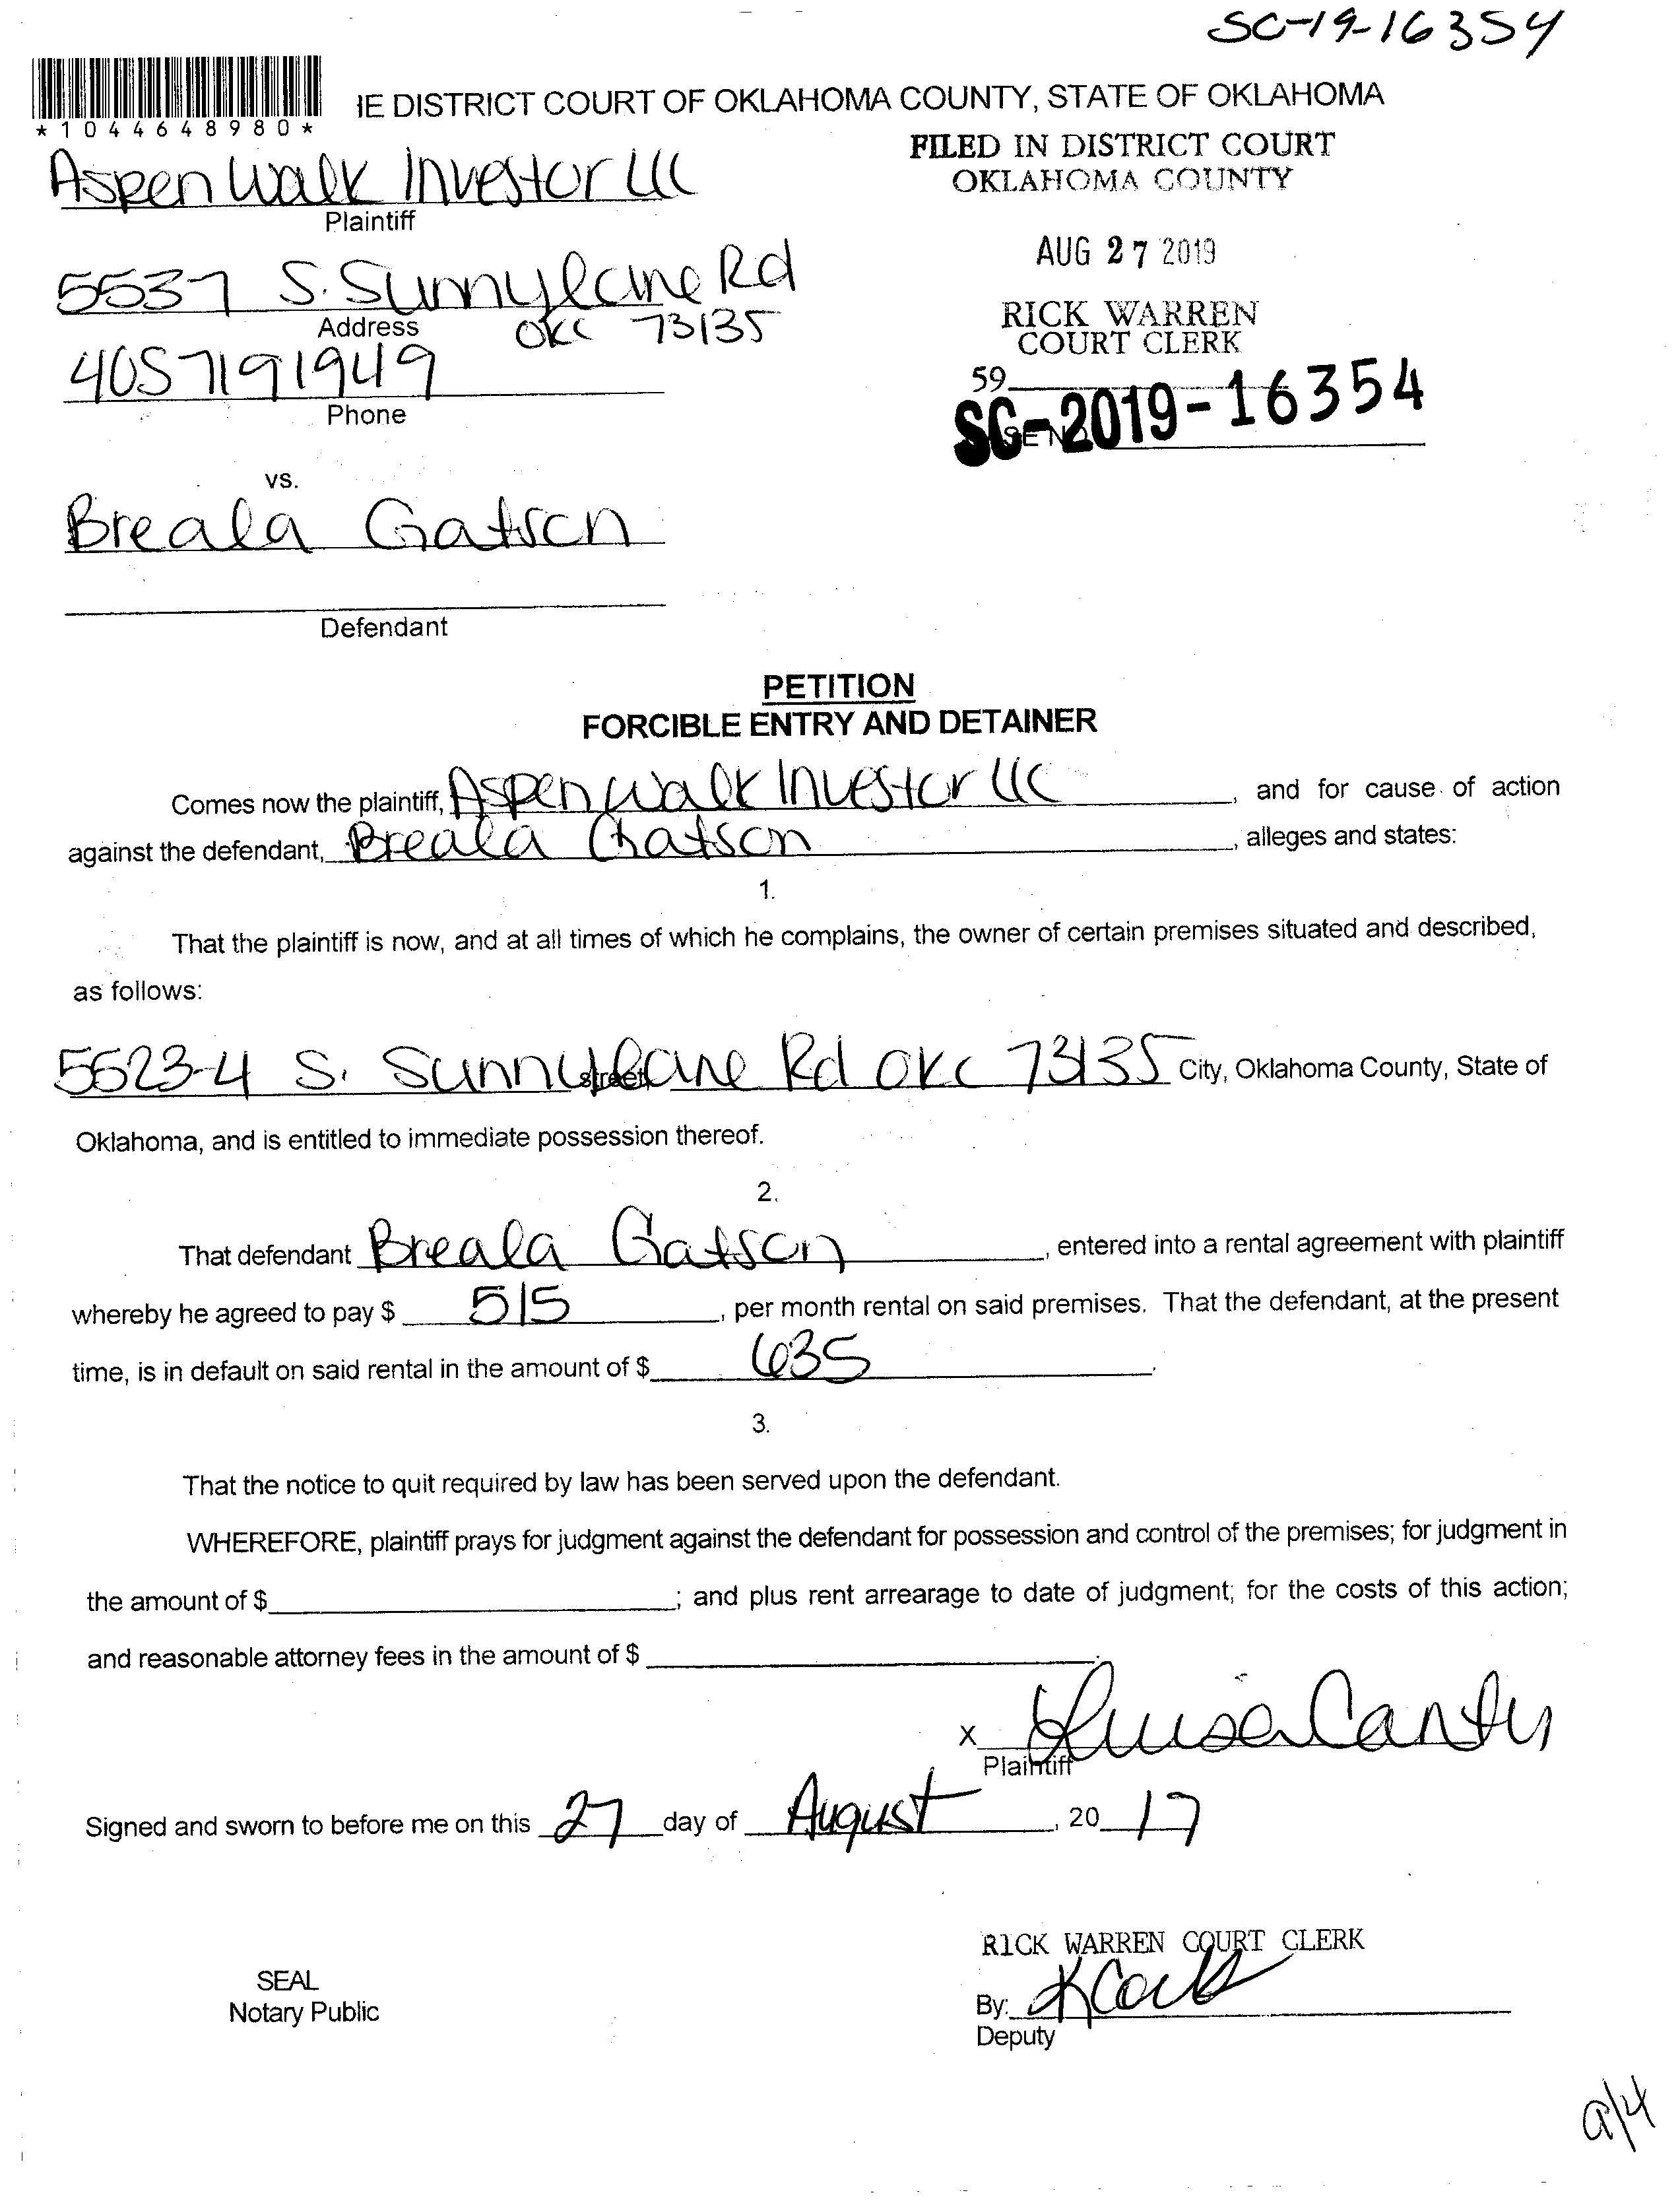 SC-19-16354
*1044648980*
IE DISTRICT COURT OF OKLAHOMA COUNTY, STATE OF OKLAHOMA
FILED IN DISTRICT COURT
OKLAHOMA COUNTY
Aspen Walk Investor LLC
Plaintiff
AUG 27 2019
5537 S. Sunnylane Rd
Address OKC 73135
RICK WARREN
COURT CLERK
4057191949
Phone
59
SC-2019-16354
vs.
Breala Gatson
Defendant
PETITION
FORCIBLE ENTRY AND DETAINER
Comes now the plaintiff, Aspen Walk Investor LLC, and for cause of action
against the defendant, Breala Gatson, alleges and states:
1.
That the plaintiff is now, and at all times of which he complains, the owner of certain premises situated and described,
as follows:
5623-4 S. Sunnylane Rd OKC 73135 City, Oklahoma County, State of
street
Oklahoma, and is entitled to immediate possession thereof.
2.
That defendant Breala Gatson, entered into a rental agreement with plaintiff
whereby he agreed to pay $ 515, per month rental on said premises. That the defendant, at the present
time, is in default on said rental in the amount of $ 635.
3.
That the notice to quit required by law has been served upon the defendant.
WHEREFORE, plaintiff prays for judgment against the defendant for possession and control of the premises; for judgment in
the amount of $ ; and plus rent arrearage to date of judgment; for the costs of this action;
and reasonable attorney fees in the amount of $ .
X
Plaintiff
Signed and sworn to before me on this 27 day of August, 20 19
RICK WARREN COURT CLERK
SEAL
Notary Public
By:
Deputy
9/4